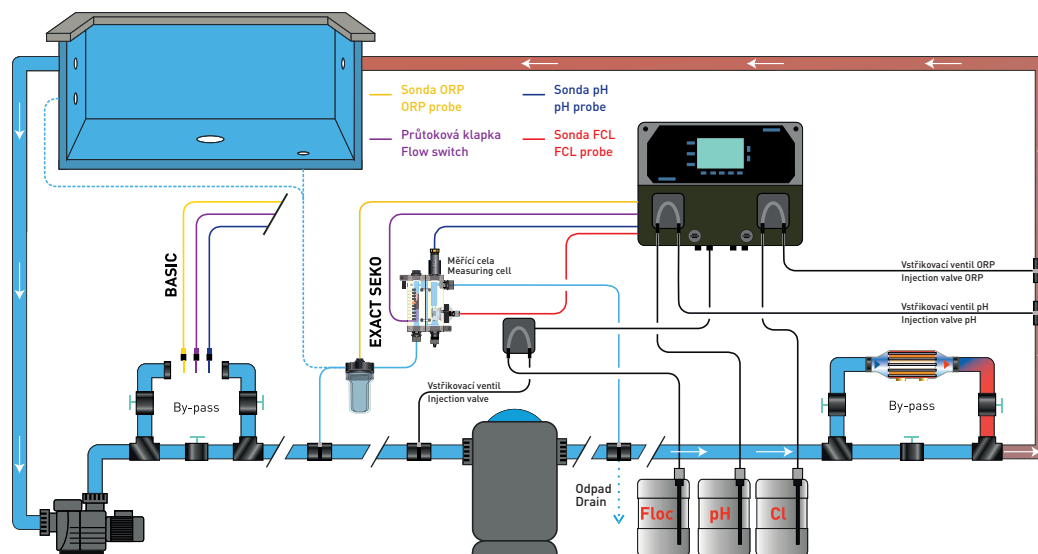 Sonda ORP
ORP probe
Sonda pH
pH probe
Průtoková klapka
Flow switch
Sonda FCL
FCL probe
BASIC
EXACT SEKO
Měřící cela
Measuring cell
Vstřikovací ventil ORP
Injection valve ORP
Vstřikovací ventil pH
Injection valve pH
Vstřikovací ventil
Injection valve
By-pass
By-pass
Odpad
Drain
Floc
pH
Cl